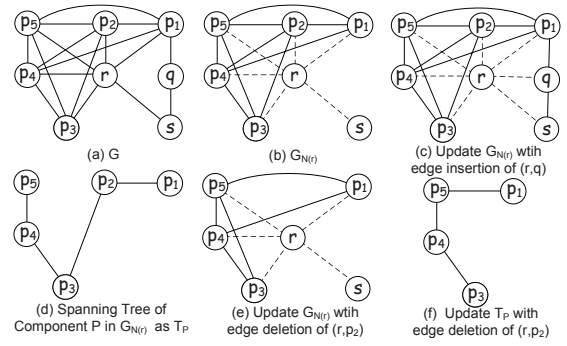 p5 p2 p1
p4 r q
p3 s
(a) G
p5 p2 p1
p4 r
p3 s
(b) GN(r)
p5 p2 p1
p4 r q
p3 s
(c) Update GN(r) wtih
edge insertion of (r,q)
p5 p2 p1
p4
p3
(d) Spanning Tree of
Component P in GN(r) as TP
p5 p1
p4 r
p3 s
(e) Update GN(r) wtih
edge deletion of (r,p2)
p5 p1
p4
p3
(f) Update TP with
edge deletion of (r,p2)